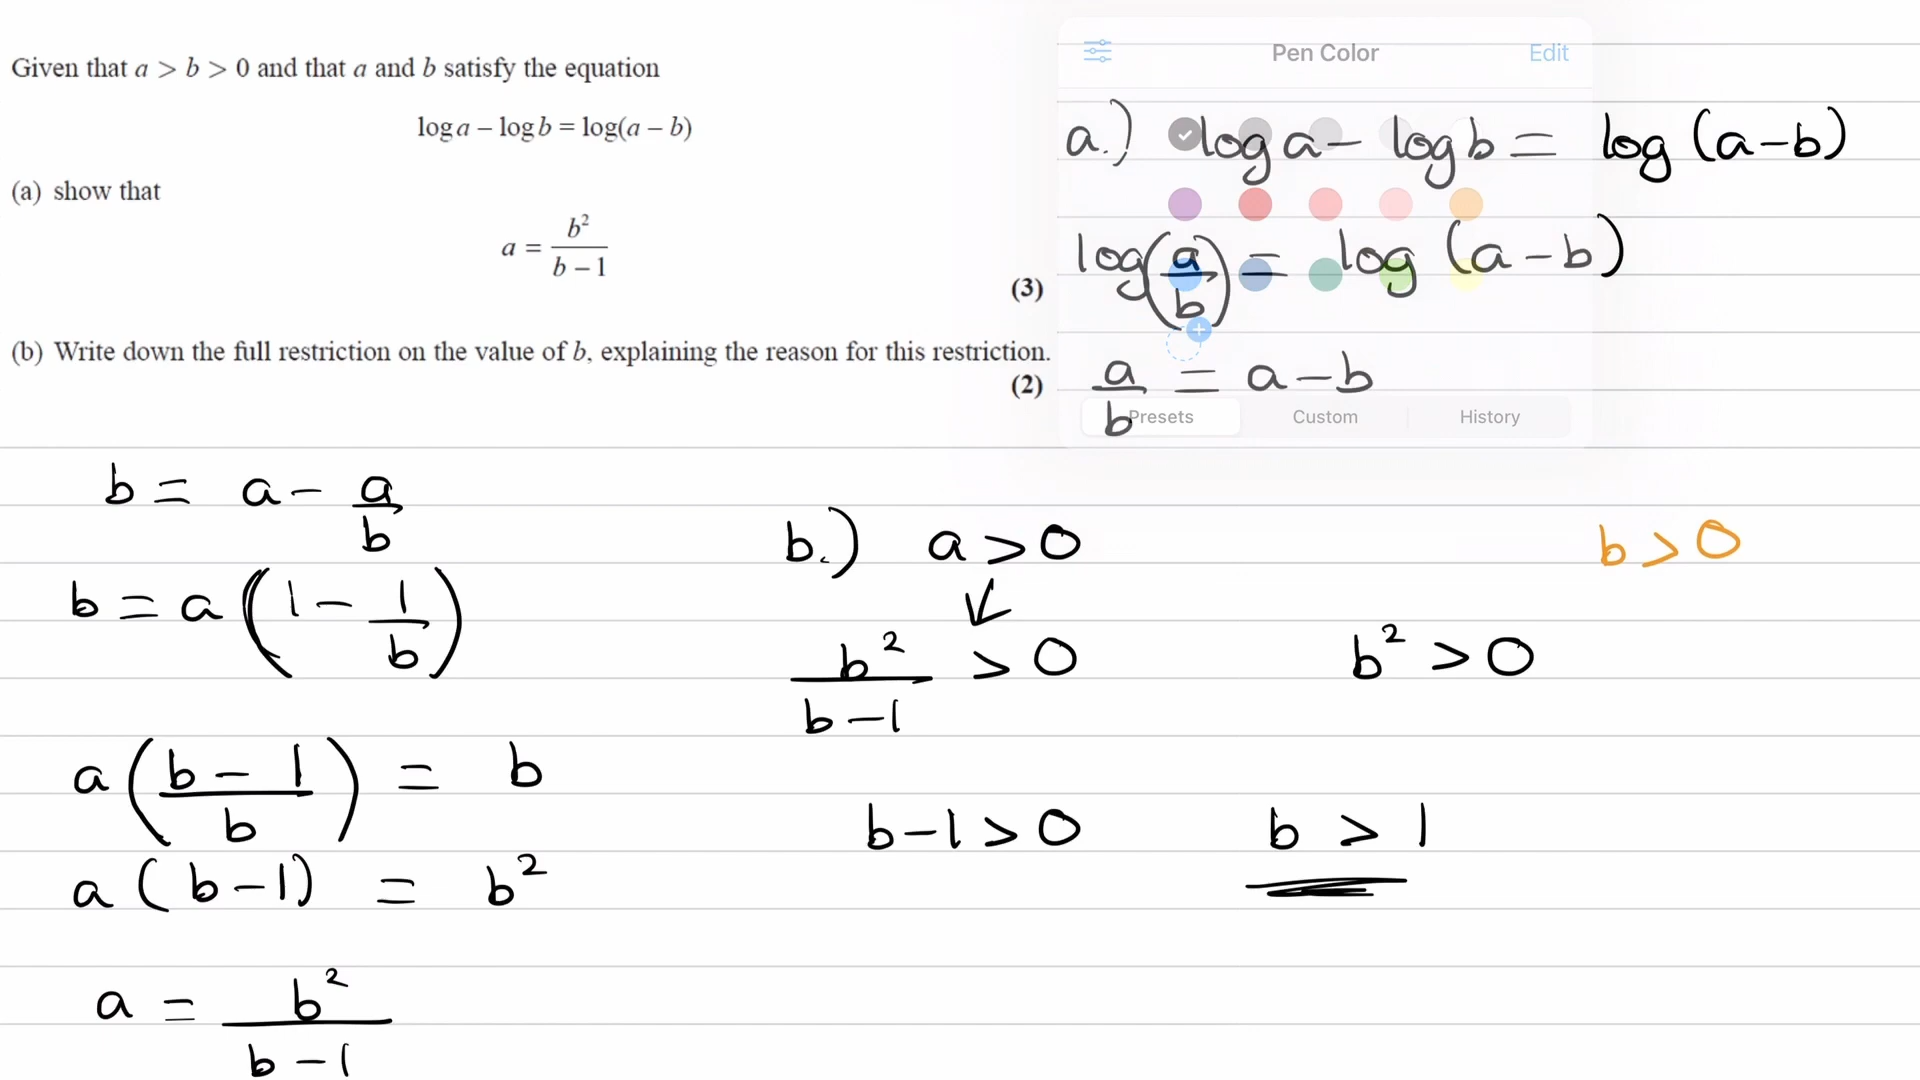 Given that a > b > 0 and that a and b satisfy the equation
log a – log b = log(a – b)
(a) show that
a = b²/(b – 1)
(3)
(b) Write down the full restriction on the value of b, explaining the reason for this restriction.
(2)
Pen Color
Edit
Presets
Custom
History
a.) log a – log b = log (a – b)
log(a/b) = log (a – b)
a/b = a – b
b = a – a/b
b = a(1 – 1/b)
a((b – 1)/b) = b
a(b – 1) = b²
a = b²/(b – 1)
b.) a > 0
b > 0
b²/(b – 1) > 0
b² > 0
b – 1 > 0
b > 1